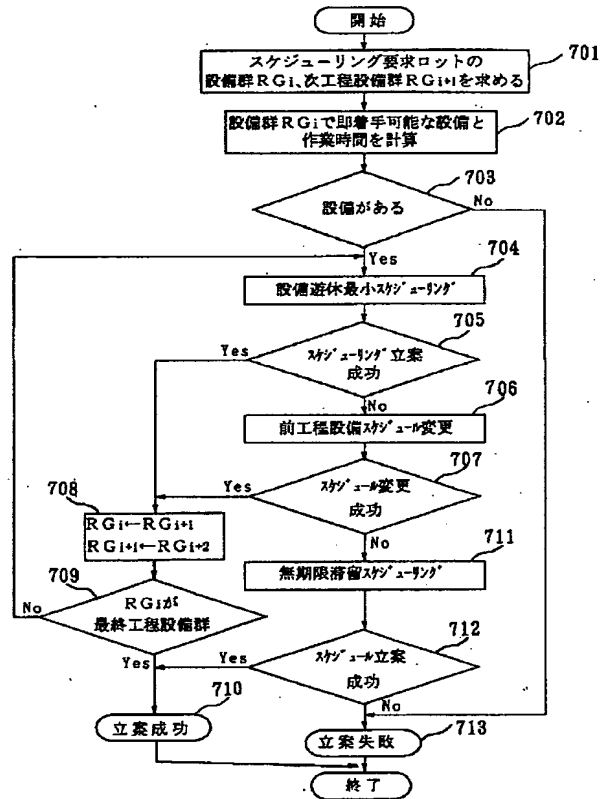 開始
スケジューリング要求ロットの
設備群RGi、次工程設備群RGi+1を求める
701
設備群RGiで即着手可能な設備と
作業時間を計算
702
703
設備がある
No
Yes
704
設備遊休最小スケジューリング
705
スケジューリング立案
成功
Yes
No
706
前工程設備スケジュール変更
707
スケジュール変更
成功
Yes
No
708
RGi←RGi+1
RGi+1←RGi+2
711
無期限滞留スケジューリング
709
RGiが
最終工程設備群
No
Yes
712
スケジュール立案
成功
Yes
No
710
立案成功
立案失敗
713
終了